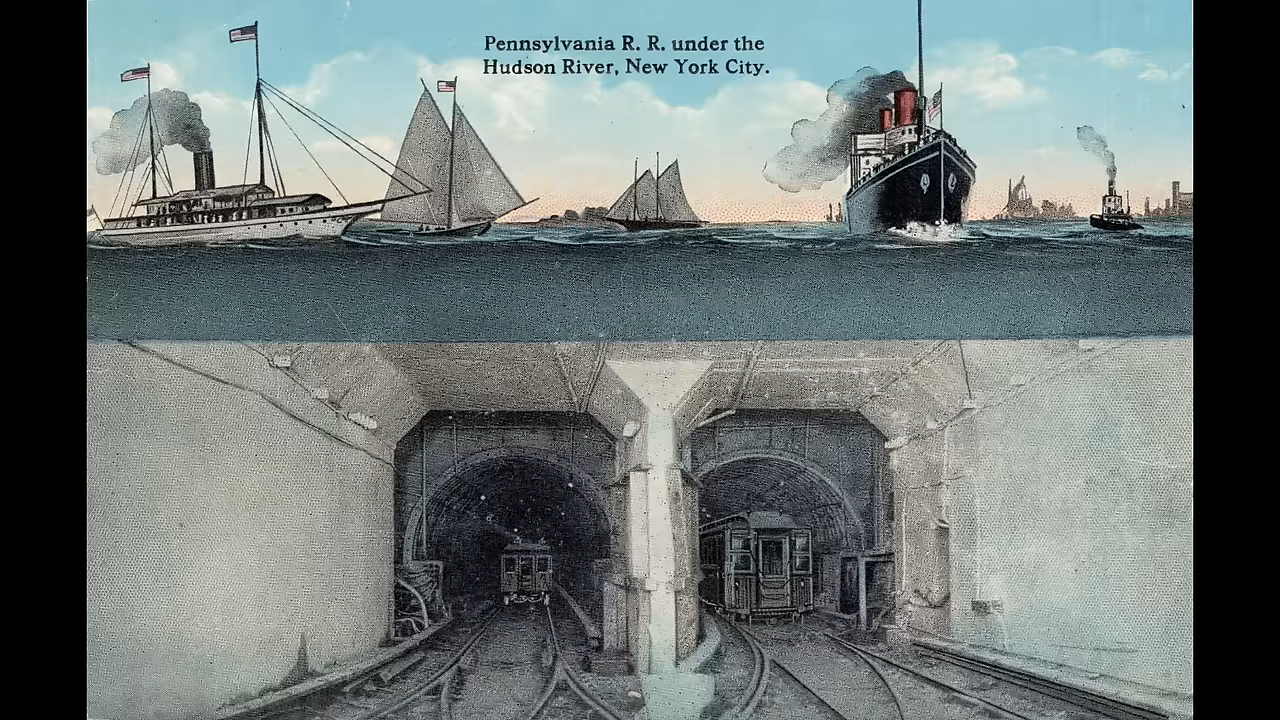 Pennsylvania R. R. under the
Hudson River, New York City.